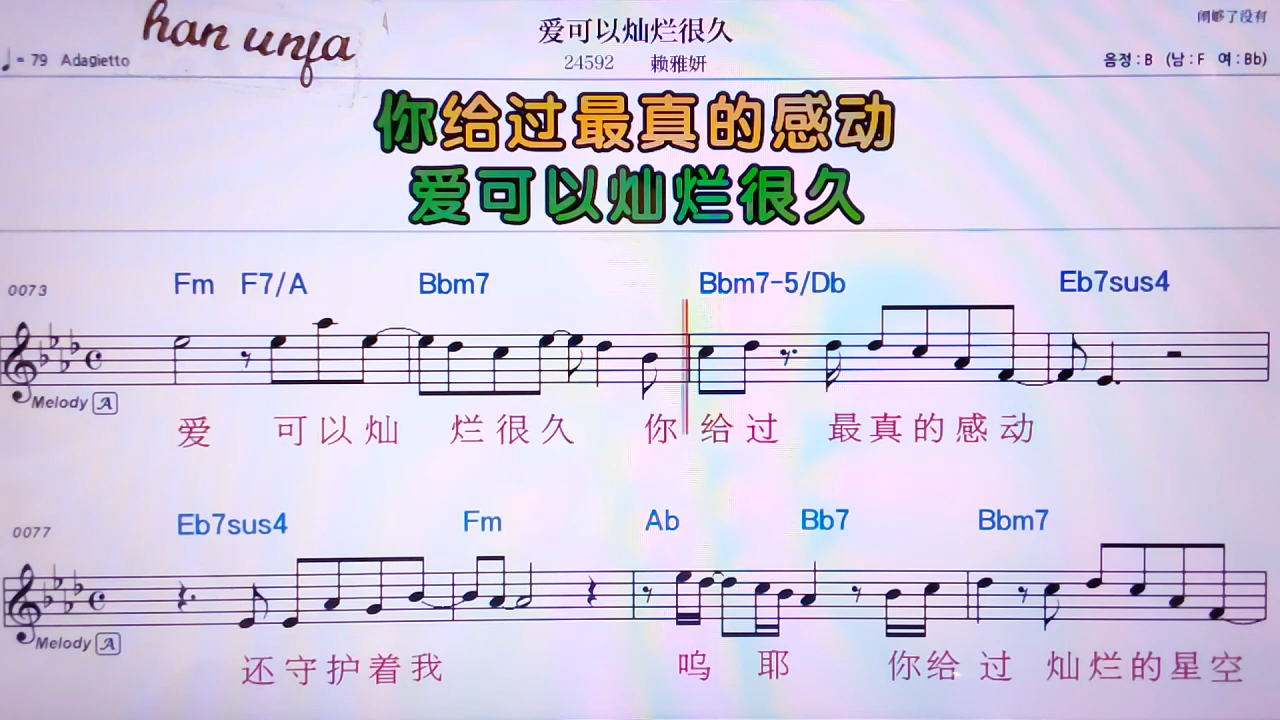 han unja
爱可以灿烂很久
闹够了没有
♩= 79 Adagietto
24592 赖雅妍
음정 : B (남 : F 여 : Bb)
你给过最真的感动
爱可以灿烂很久
0073 Fm F7/A Bbm7 Bbm7-5/Db Eb7sus4
Melody A
爱 可以灿 烂很久 你给过 最真的感动
0077 Eb7sus4 Fm Ab Bb7 Bbm7
Melody A
还守护着我 呜 耶 你给过 灿烂的星空